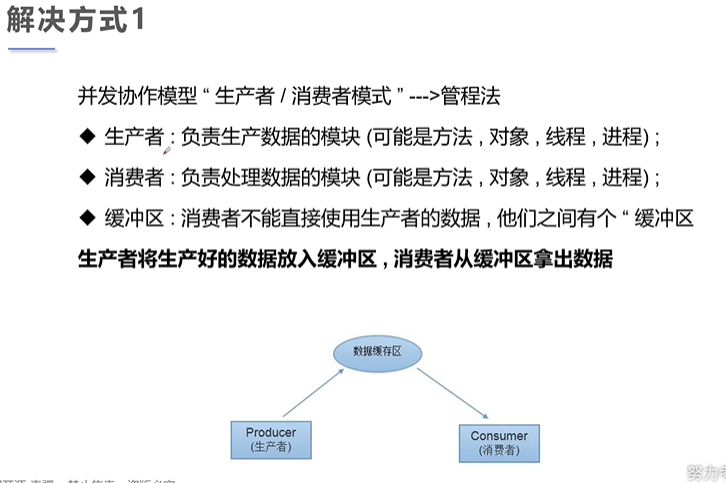 解决方式1
并发协作模型 “ 生产者 / 消费者模式 ” --->管程法
◆ 生产者 : 负责生产数据的模块 (可能是方法 , 对象 , 线程 , 进程) ;
◆ 消费者 : 负责处理数据的模块 (可能是方法 , 对象 , 线程 , 进程) ;
◆ 缓冲区 : 消费者不能直接使用生产者的数据 , 他们之间有个 “ 缓冲区
生产者将生产好的数据放入缓冲区 , 消费者从缓冲区拿出数据
数据缓存区
Producer
(生产者)
Consumer
(消费者)
努力